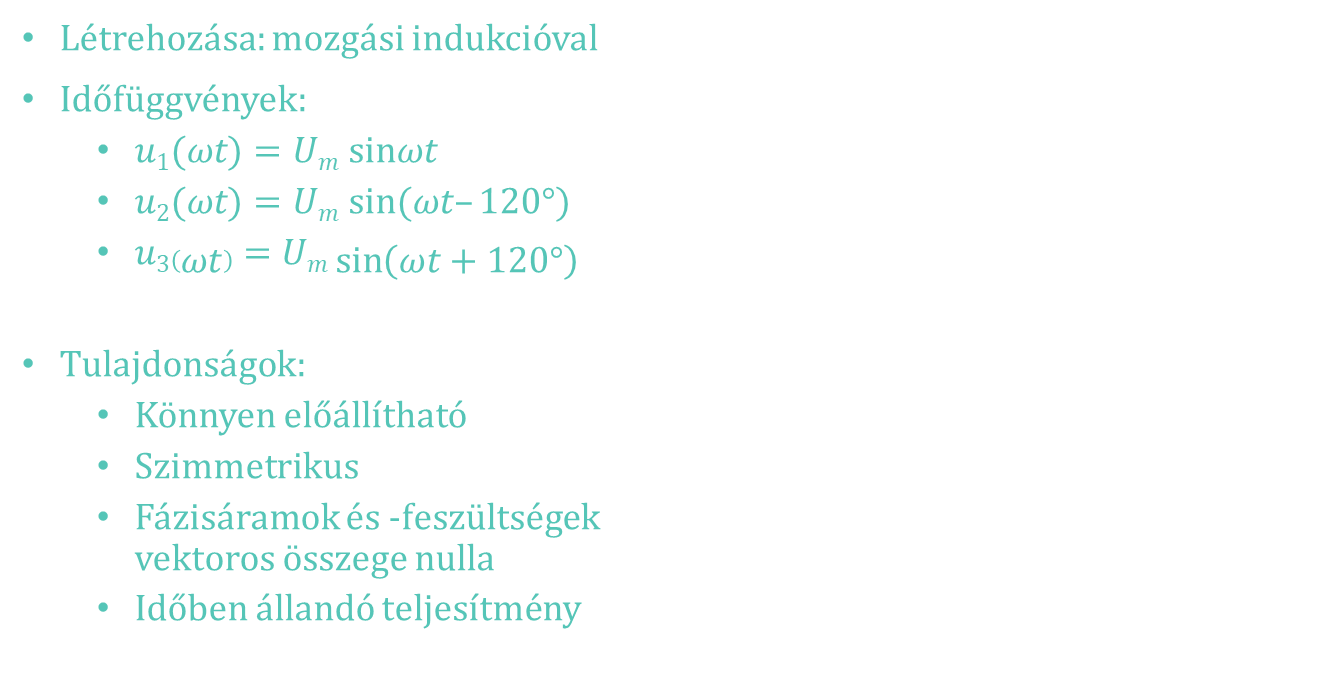 • Létrehozása: mozgási indukcióval
• Időfüggvények:
• u₁(ωt) = Uₘ sinωt
• u₂(ωt) = Uₘ sin(ωt– 120°)
• u₃(ωt) = Uₘ sin(ωt + 120°)
• Tulajdonságok:
• Könnyen előállítható
• Szimmetrikus
• Fázisáramok és -feszültségek
vektoros összege nulla
• Időben állandó teljesítmény